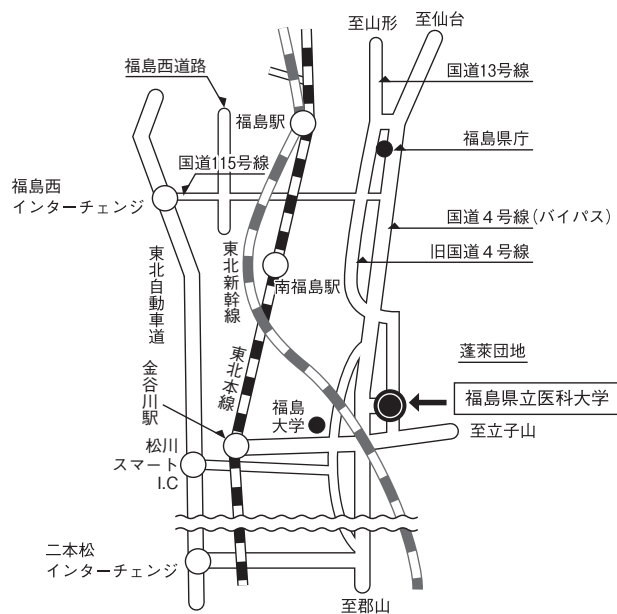 至山形
至仙台
福島西道路
国道13号線
福島駅
福島県庁
国道115号線
福島西
インターチェンジ
国道4号線(バイパス)
旧国道4号線
東北自動車道
東北新幹線
南福島駅
東北本線
蓬莱団地
金谷川駅
福島県立医科大学
福島
大学
至立子山
松川
スマート
I.C
二本松
インターチェンジ
至郡山